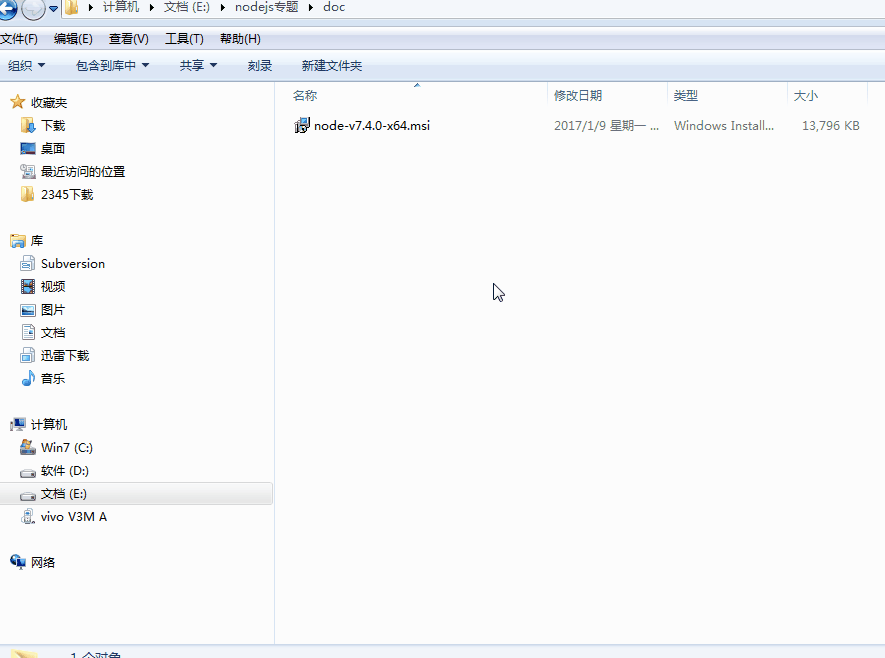 计算机 文档 (E:) nodejs专题 doc
文件(F) 编辑(E) 查看(V) 工具(T) 帮助(H)
组织 包含到库中 共享 刻录 新建文件夹
名称 修改日期 类型 大小
node-v7.4.0-x64.msi 2017/1/9 星期一 ... Windows Install... 13,796 KB
收藏夹
下载
桌面
最近访问的位置
2345下载
库
Subversion
视频
图片
文档
迅雷下载
音乐
计算机
Win7 (C:)
软件 (D:)
文档 (E:)
vivo V3M A
网络
1 个对象